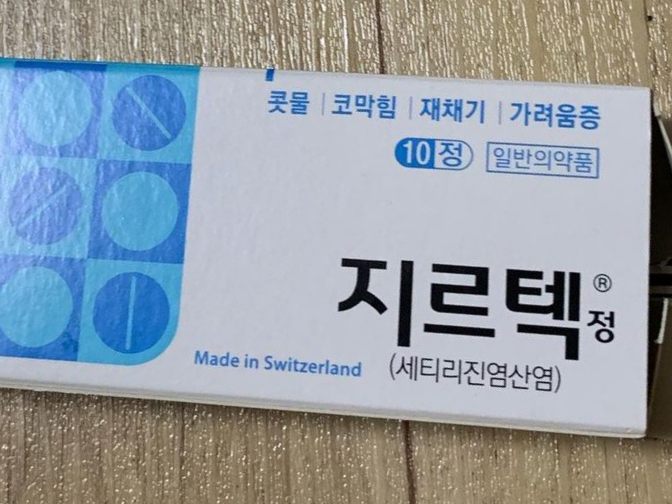 콧물 | 코막힘 | 재채기 | 가려움증
10정 일반의약품
지르텍®정
Made in Switzerland (세티리진염산염)